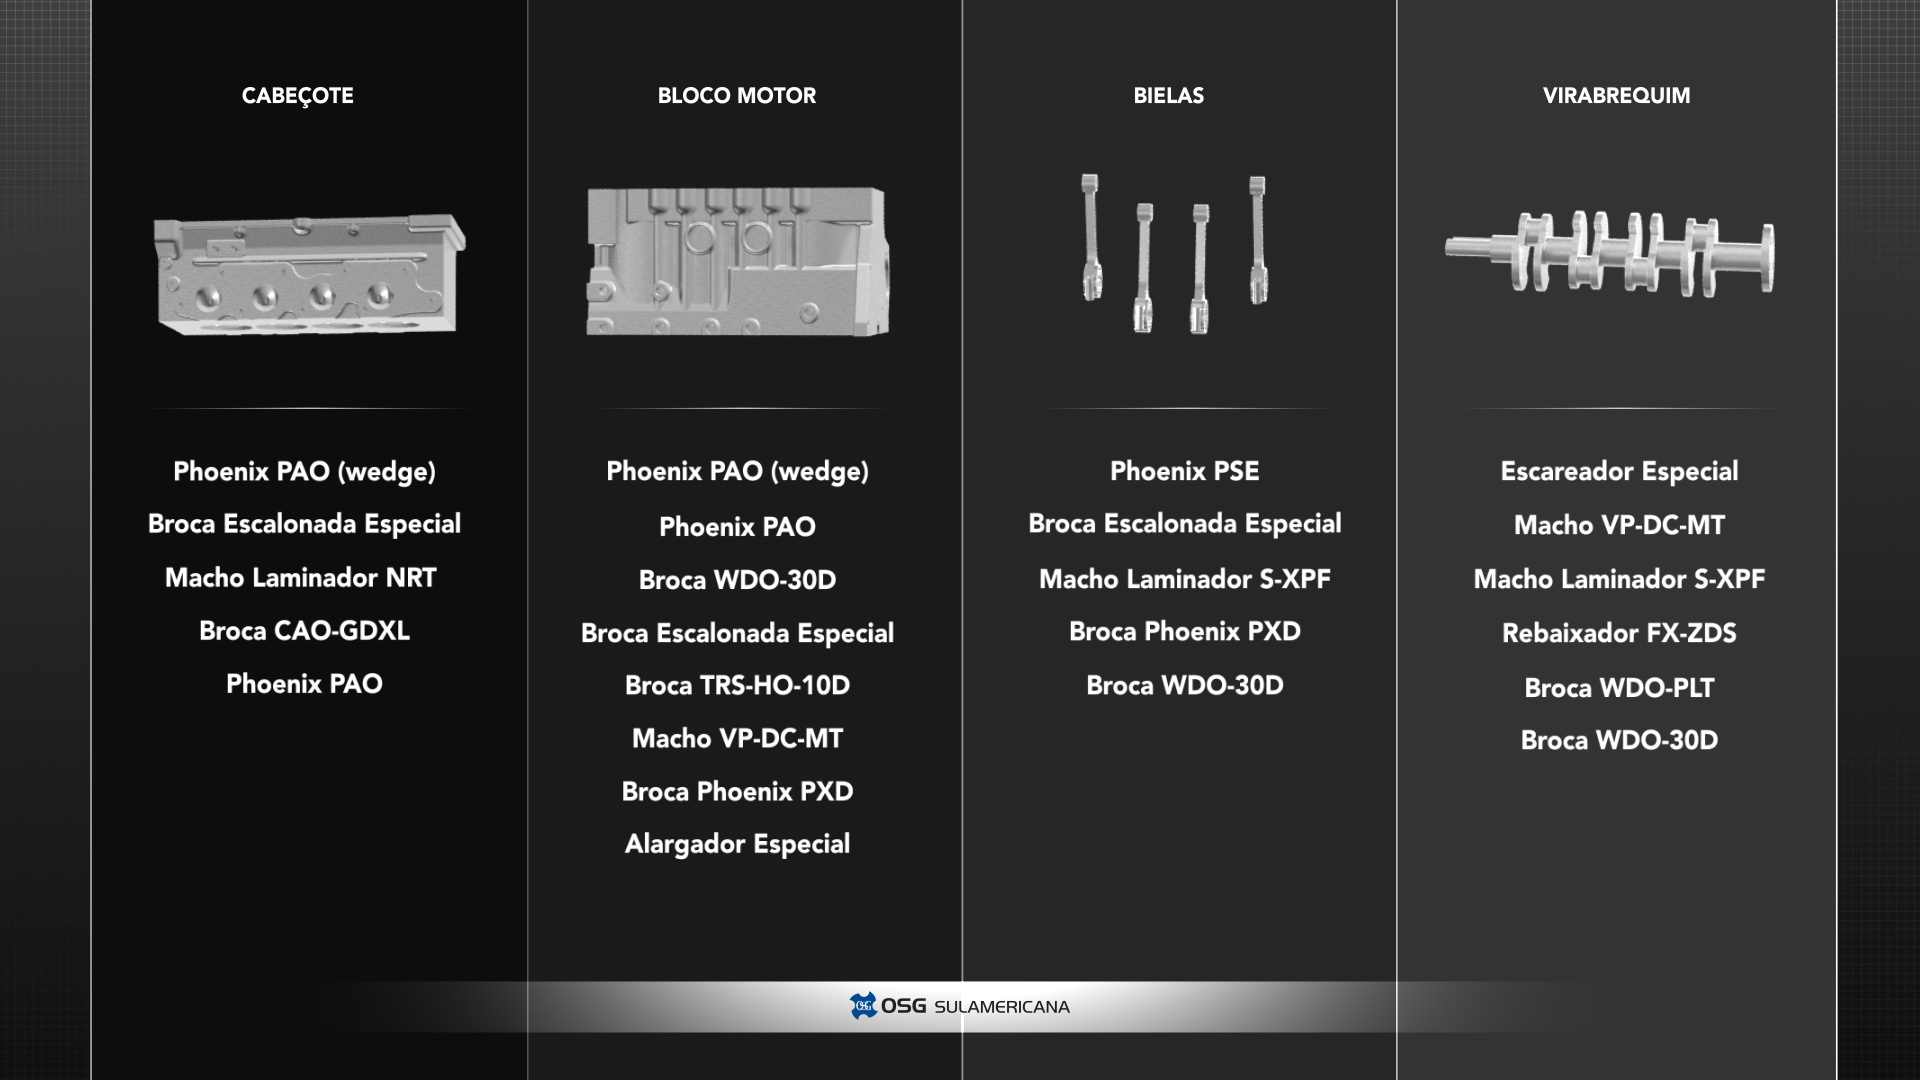 CABEÇOTE
Phoenix PAO (wedge)
Broca Escalonada Especial
Macho Laminador NRT
Broca CAO-GDXL
Phoenix PAO
BLOCO MOTOR
Phoenix PAO (wedge)
Phoenix PAO
Broca WDO-30D
Broca Escalonada Especial
Broca TRS-HO-10D
Macho VP-DC-MT
Broca Phoenix PXD
Alargador Especial
BIELAS
Phoenix PSE
Broca Escalonada Especial
Macho Laminador S-XPF
Broca Phoenix PXD
Broca WDO-30D
VIRABREQUIM
Escareador Especial
Macho VP-DC-MT
Macho Laminador S-XPF
Rebaixador FX-ZDS
Broca WDO-PLT
Broca WDO-30D
OSG OSG SULAMERICANA